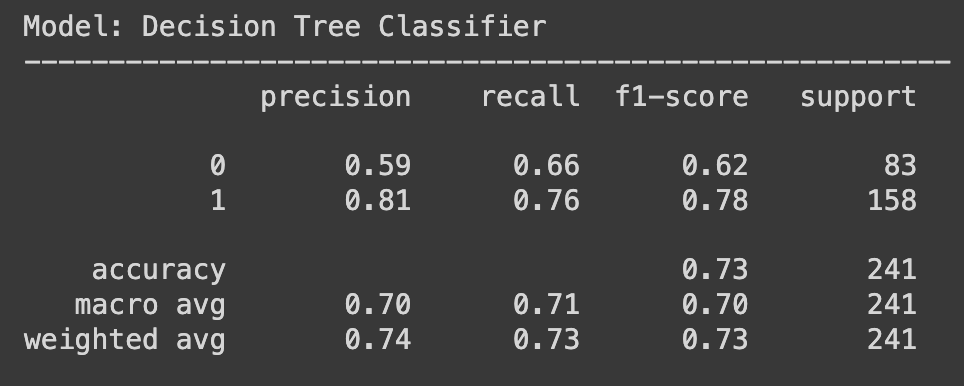 Model: Decision Tree Classifier
--------------------------------------------------------
precision recall f1-score support
0 0.59 0.66 0.62 83
1 0.81 0.76 0.78 158
accuracy 0.73 241
macro avg 0.70 0.71 0.70 241
weighted avg 0.74 0.73 0.73 241